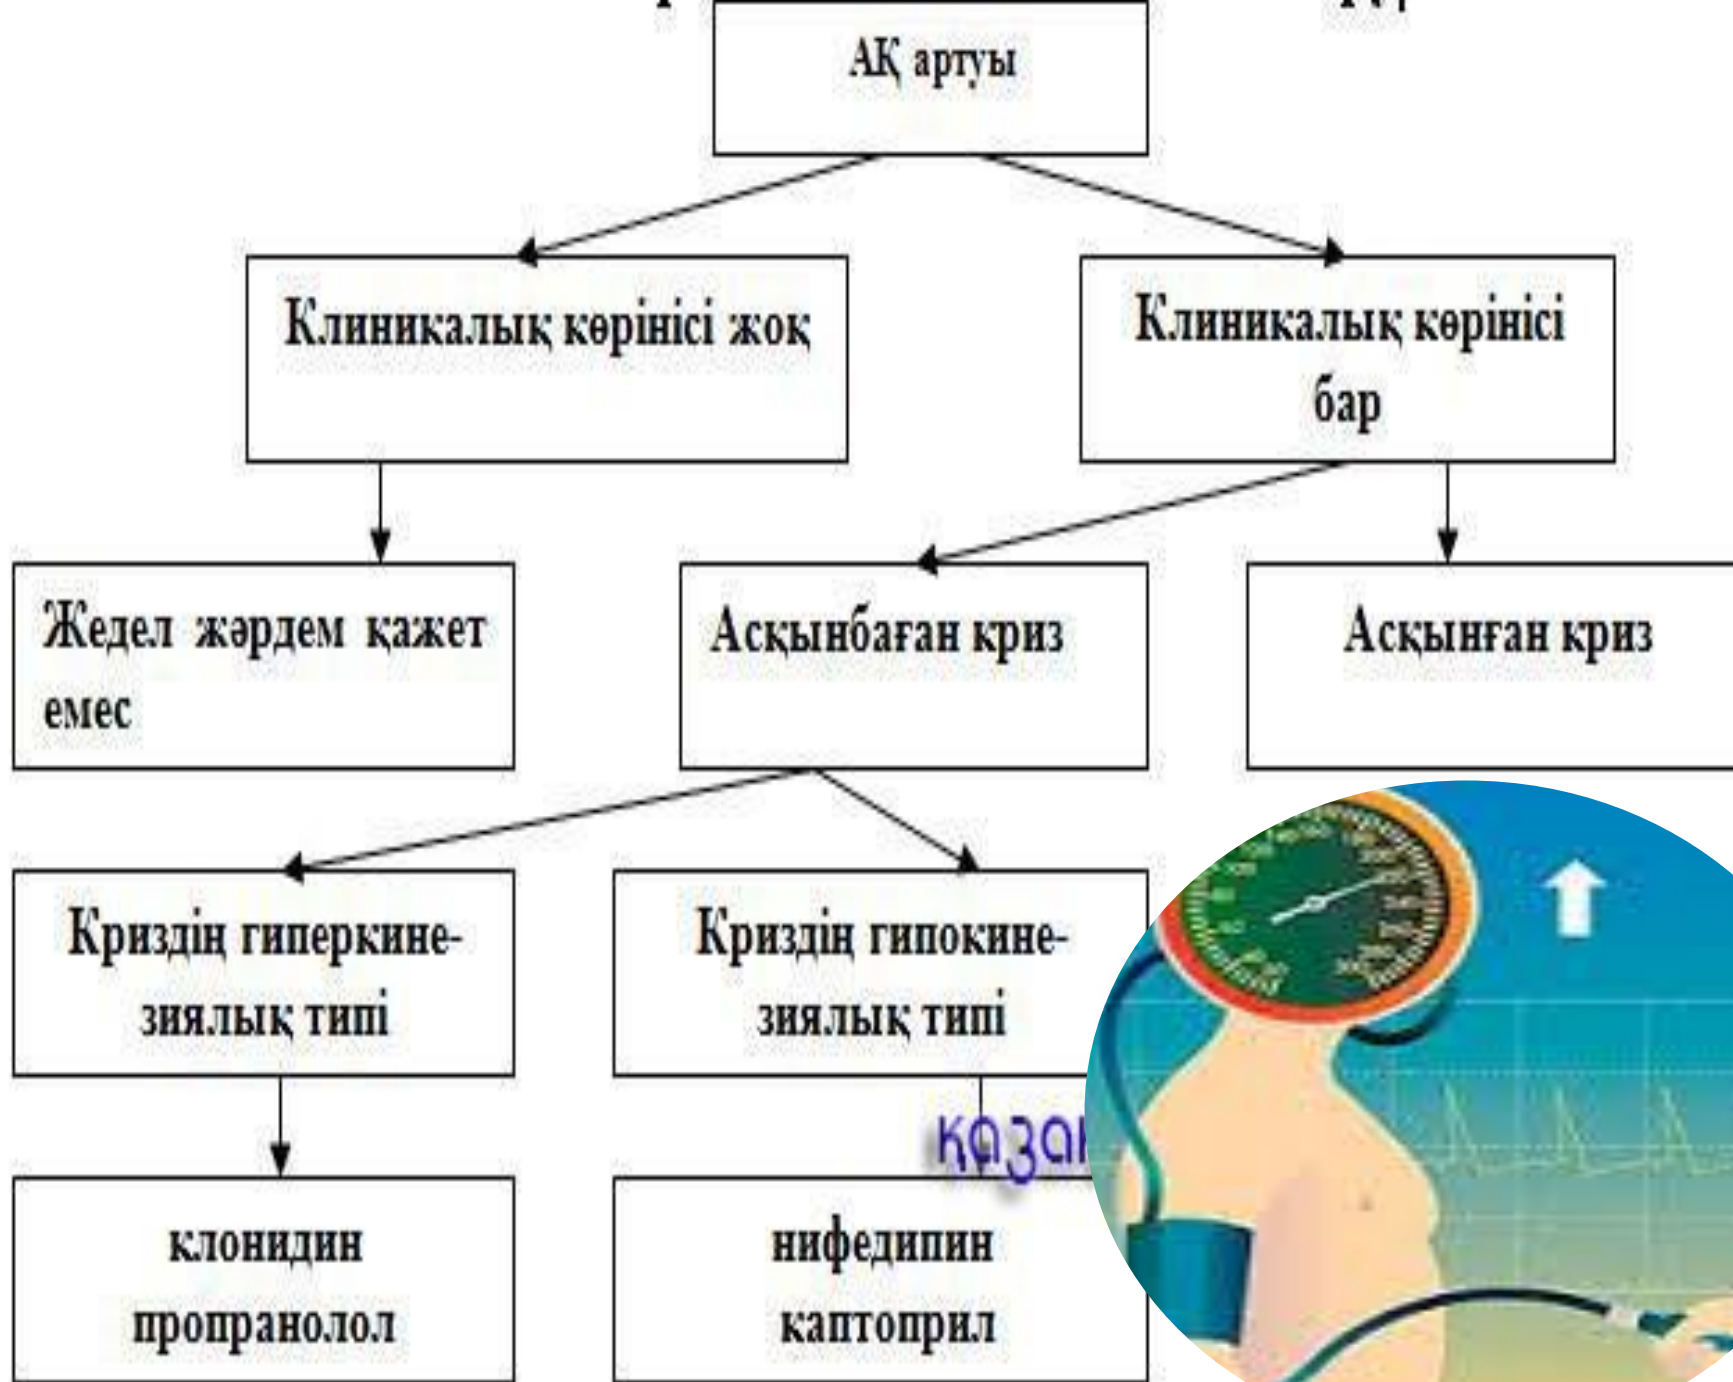 АҚ артуы
Клиникалық көрінісі жоқ
Клиникалық көрінісі
бар
Жедел жәрдем қажет
емес
Асқынбаған криз
Асқынған криз
Криздің гиперкине-
зиялық типі
Криздің гипокине-
зиялық типі
қазақ
клонидин
пропранолол
нифедипин
каптоприл